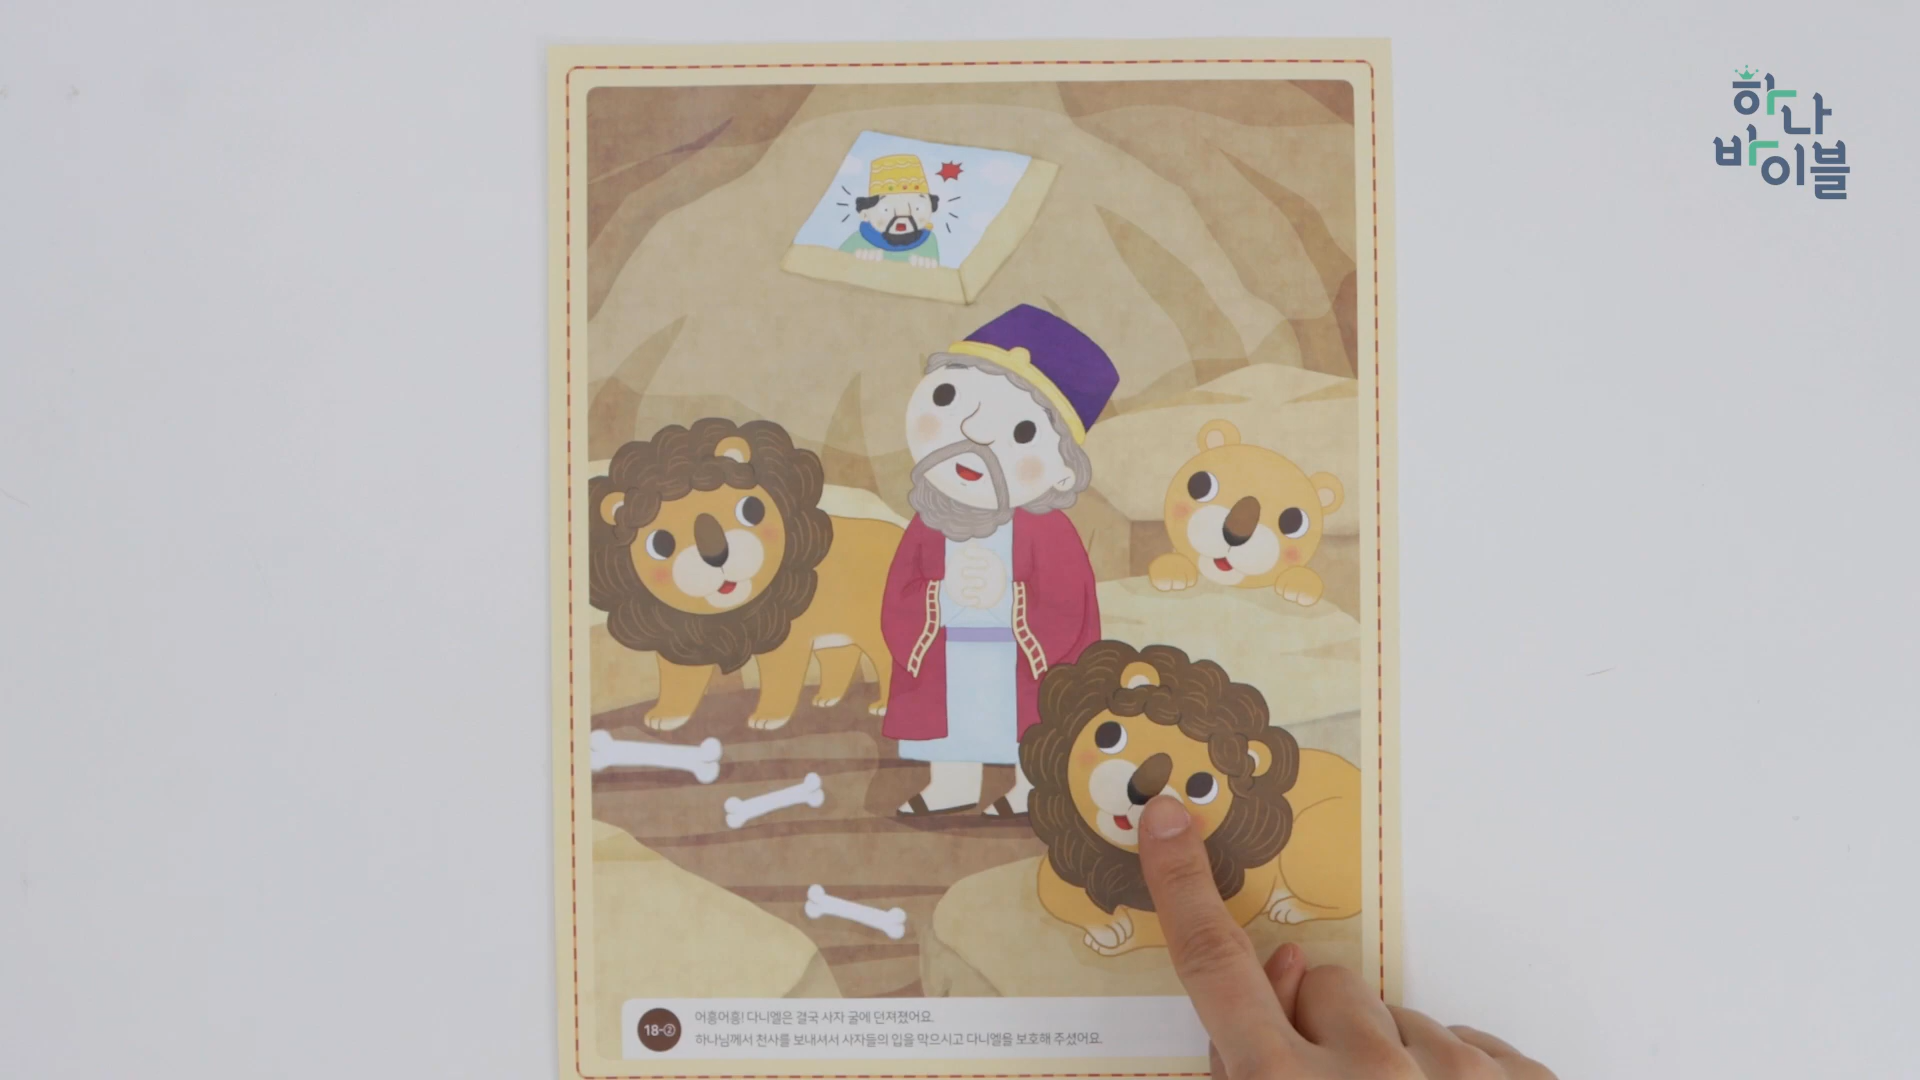 하나
바이블
18-②
어흥어흥! 다니엘은 결국 사자 굴에 던져졌어요.
하나님께서 천사를 보내셔서 사자들의 입을 막으시고 다니엘을 보호해 주셨어요.